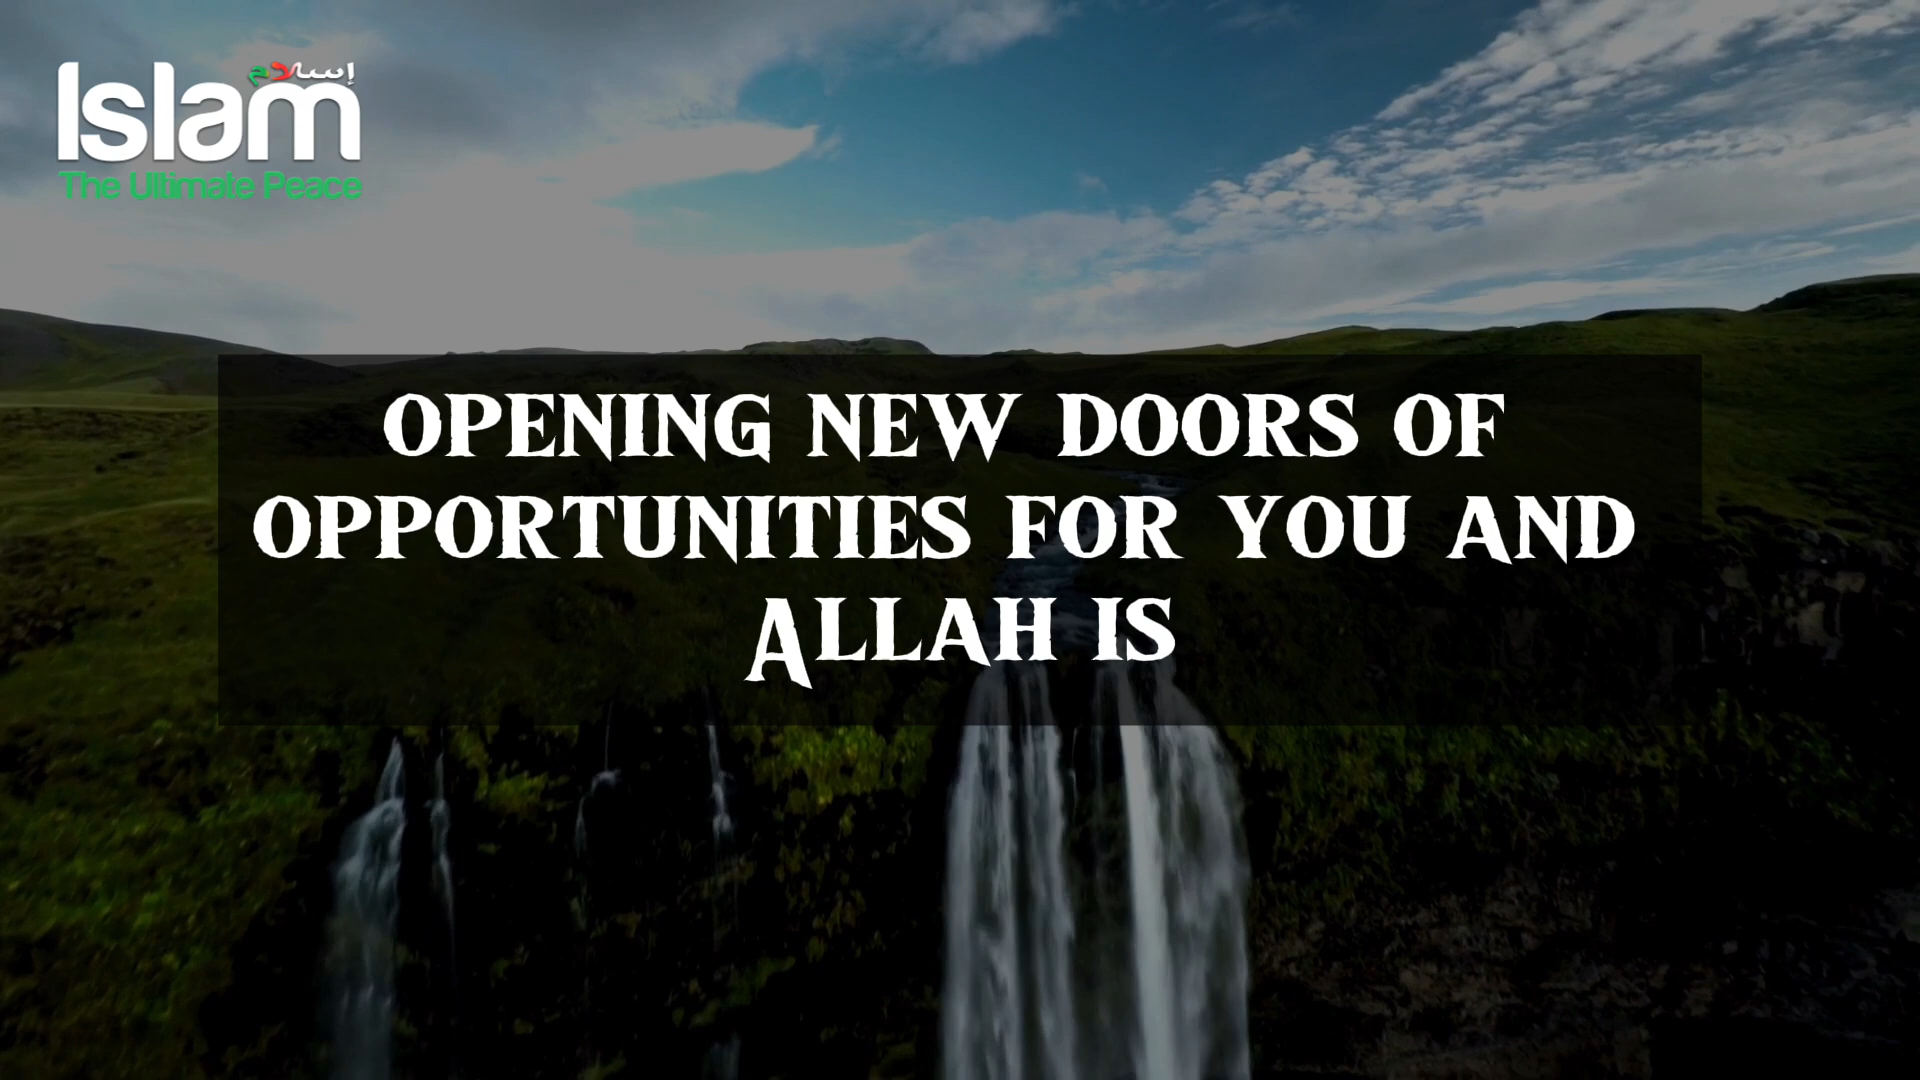 إسلام
Islam
The Ultimate Peace
OPENING NEW DOORS OF
OPPORTUNITIES FOR YOU AND
ALLAH IS